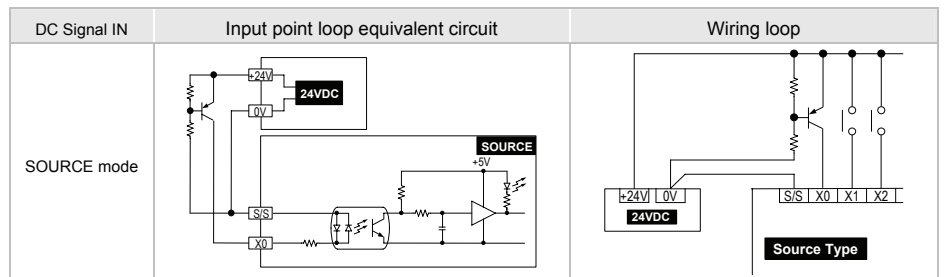 DC Signal IN
Input point loop equivalent circuit
Wiring loop
SOURCE mode
+24V
24VDC
0V
SOURCE
+5V
S/S
X0
+24V 0V
24VDC
S/S X0 X1 X2
Source Type